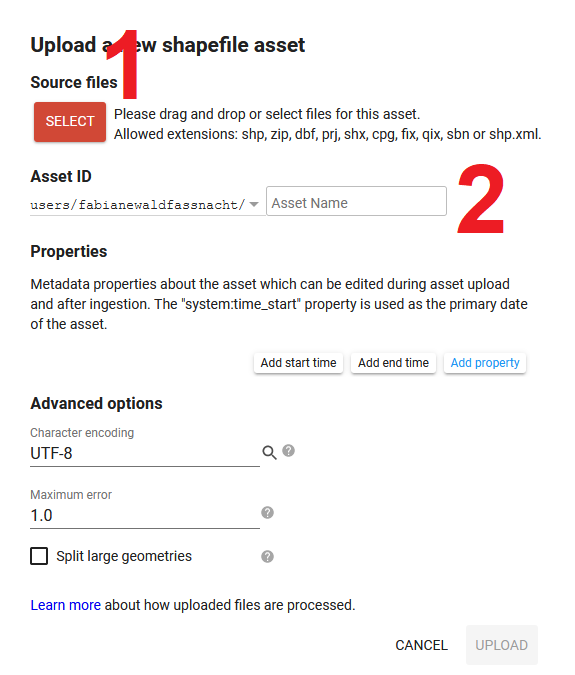 Upload a new shapefile asset
1
Source files
SELECT
Please drag and drop or select files for this asset.
Allowed extensions: shp, zip, dbf, prj, shx, cpg, fix, qix, sbn or shp.xml.
Asset ID
users/fabianewaldfassnacht/
Asset Name
2
Properties
Metadata properties about the asset which can be edited during asset upload
and after ingestion. The "system:time_start" property is used as the primary date
of the asset.
Add start time Add end time Add property
Advanced options
Character encoding
UTF-8
Maximum error
1.0
Split large geometries
Learn more about how uploaded files are processed.
CANCEL UPLOAD